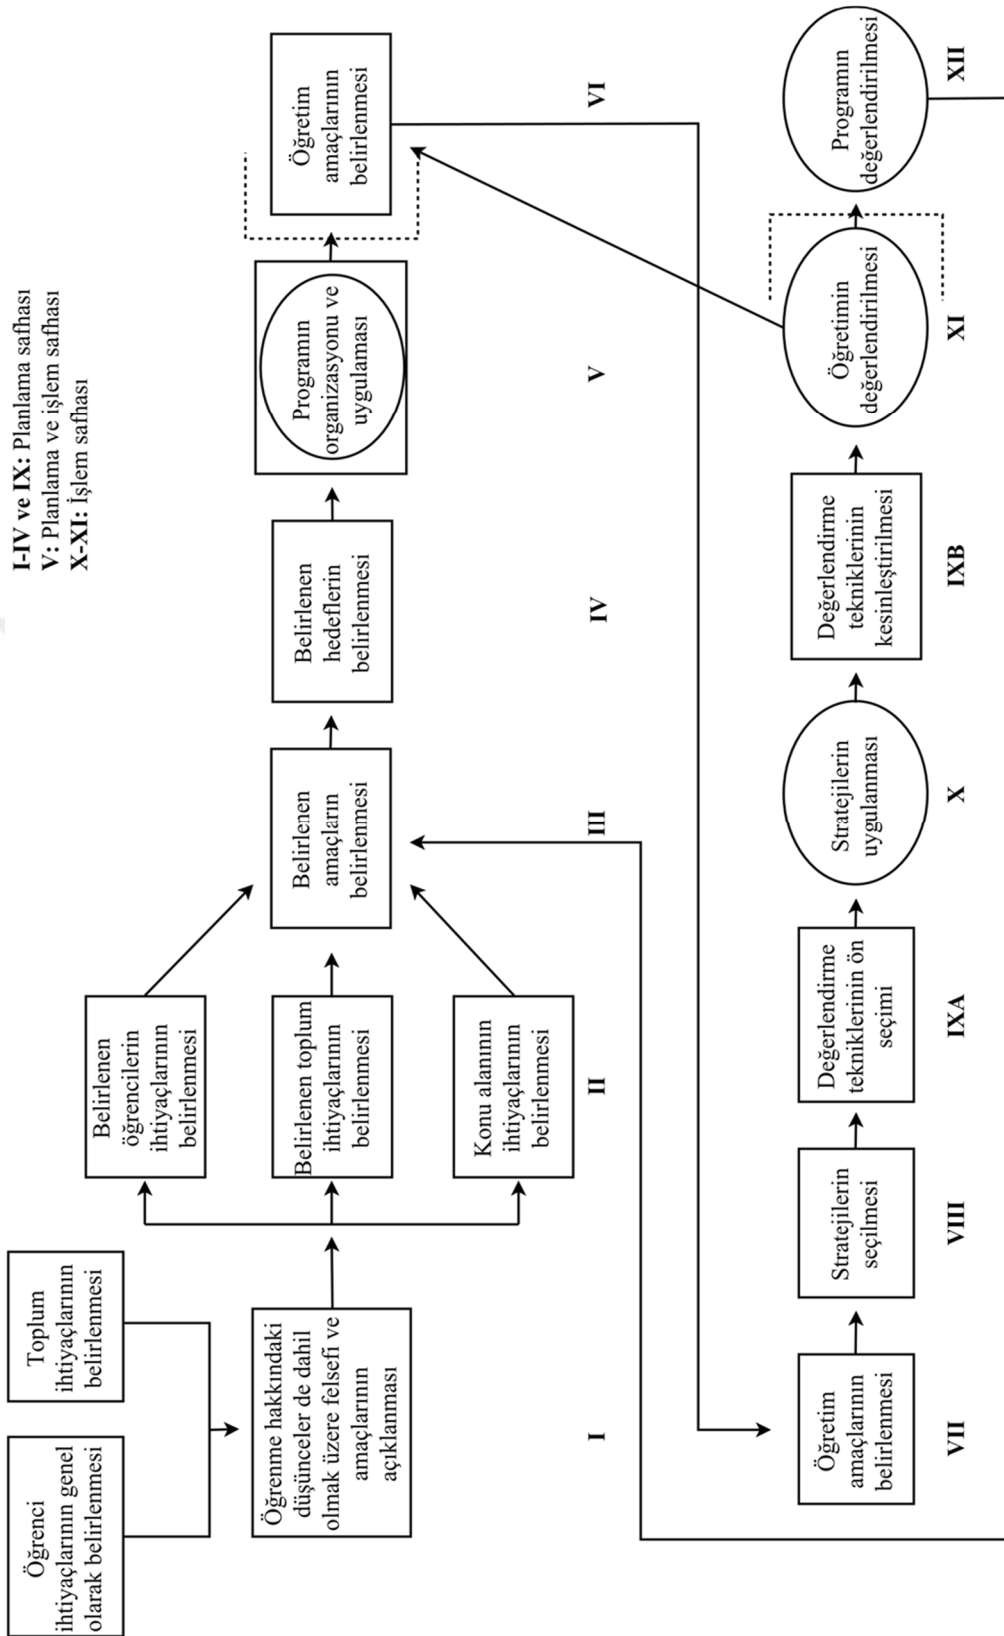 I-IV ve IX: Planlama safhası
V: Planlama ve işlem safhası
X-XI: İşlem safhası
Öğrenci
ihtiyaçlarının genel
olarak belirlenmesi
Toplum
ihtiyaçlarının
belirlenmesi
Öğrenme hakkındaki
düşünceler de dahil
olmak üzere felsefi ve
amaçlarının
açıklanması
Belirlenen
öğrencilerin
ihtiyaçlarının
belirlenmesi
Belirlenen toplum
ihtiyaçlarının
belirlenmesi
Konu alanının
ihtiyaçlarının
belirlenmesi
Belirlenen
amaçların
belirlenmesi
Belirlenen
hedeflerin
belirlenmesi
Programın
organizasyonu ve
uygulaması
Öğretim
amaçlarının
belirlenmesi
I
II
III
IV
V
VI
Öğretim
amaçlarının
belirlenmesi
Stratejilerin
seçilmesi
Değerlendirme
tekniklerinin ön
seçimi
Stratejilerin
uygulanması
Değerlendirme
tekniklerinin
kesinleştirilmesi
Öğretimin
değerlendirilmesi
Programın
değerlendirilmesi
VII
VIII
IXA
X
IXB
XI
XII